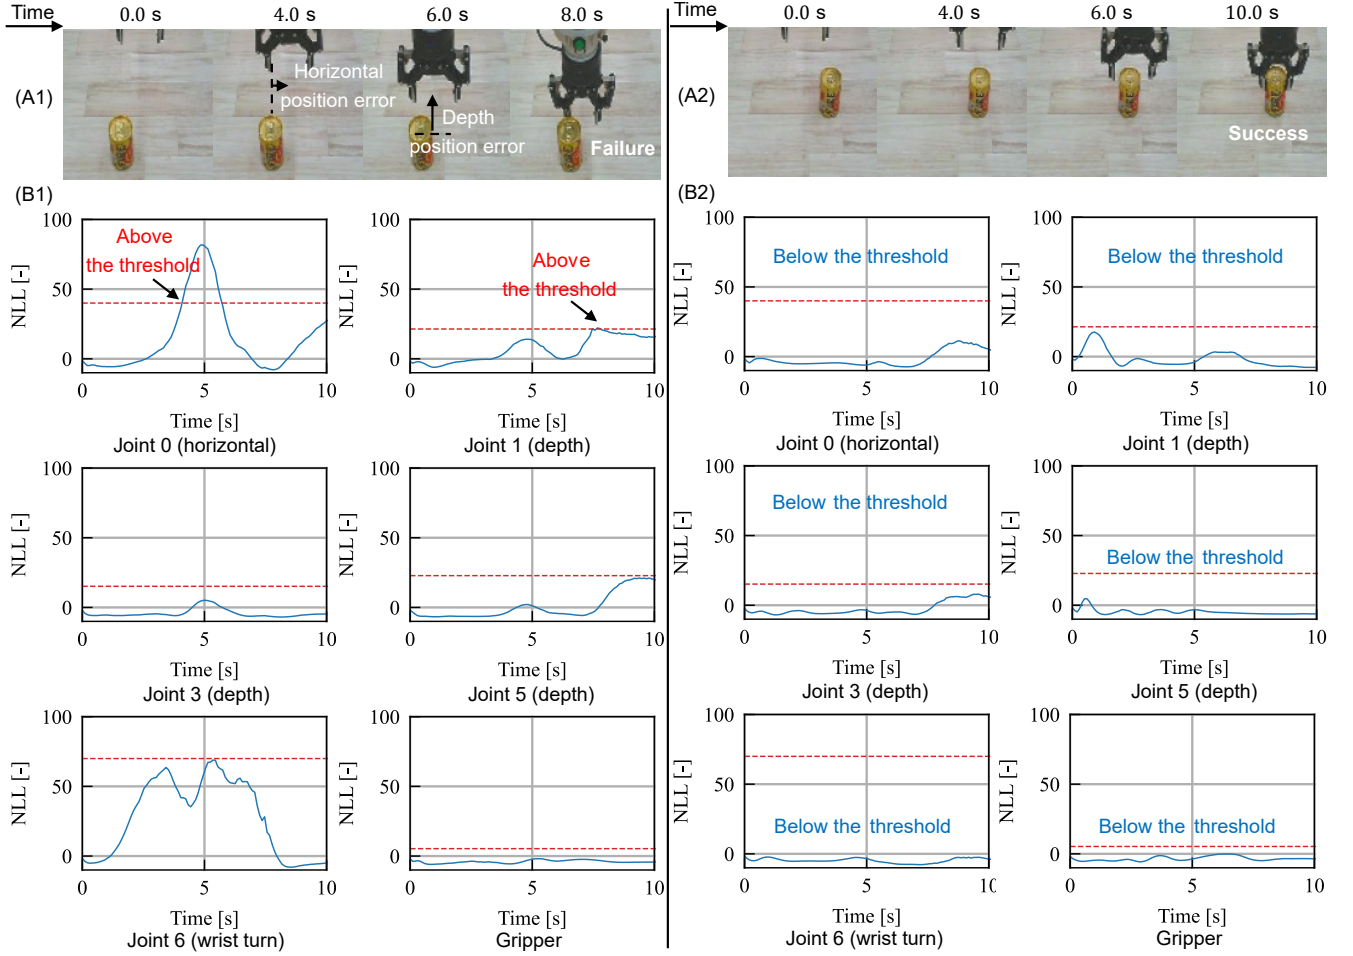 Time 0.0 s 4.0 s 6.0 s 8.0 s
(A1)
Horizontal
position error
Depth
position error
Failure
(B1)
100
50
0
NLL [-]
Above
the threshold
0 5 10
Time [s]
Joint 0 (horizontal)
100
50
0
NLL [-]
Above
the threshold
0 5 10
Time [s]
Joint 1 (depth)
100
50
0
NLL [-]
0 5 10
Time [s]
Joint 3 (depth)
100
50
0
NLL [-]
0 5 10
Time [s]
Joint 5 (depth)
100
50
0
NLL [-]
0 5 10
Time [s]
Joint 6 (wrist turn)
100
50
0
NLL [-]
0 5 10
Time [s]
Gripper
Time 0.0 s 4.0 s 6.0 s 10.0 s
(A2)
Success
(B2)
100
50
0
NLL [-]
Below the threshold
0 5 10
Time [s]
Joint 0 (horizontal)
100
50
0
NLL [-]
Below the threshold
0 5 10
Time [s]
Joint 1 (depth)
100
50
0
NLL [-]
Below the threshold
0 5 10
Time [s]
Joint 3 (depth)
100
50
0
NLL [-]
Below the threshold
0 5 10
Time [s]
Joint 5 (depth)
100
50
0
NLL [-]
Below the threshold
0 5 10
Time [s]
Joint 6 (wrist turn)
100
50
0
NLL [-]
Below the threshold
0 5 10
Time [s]
Gripper